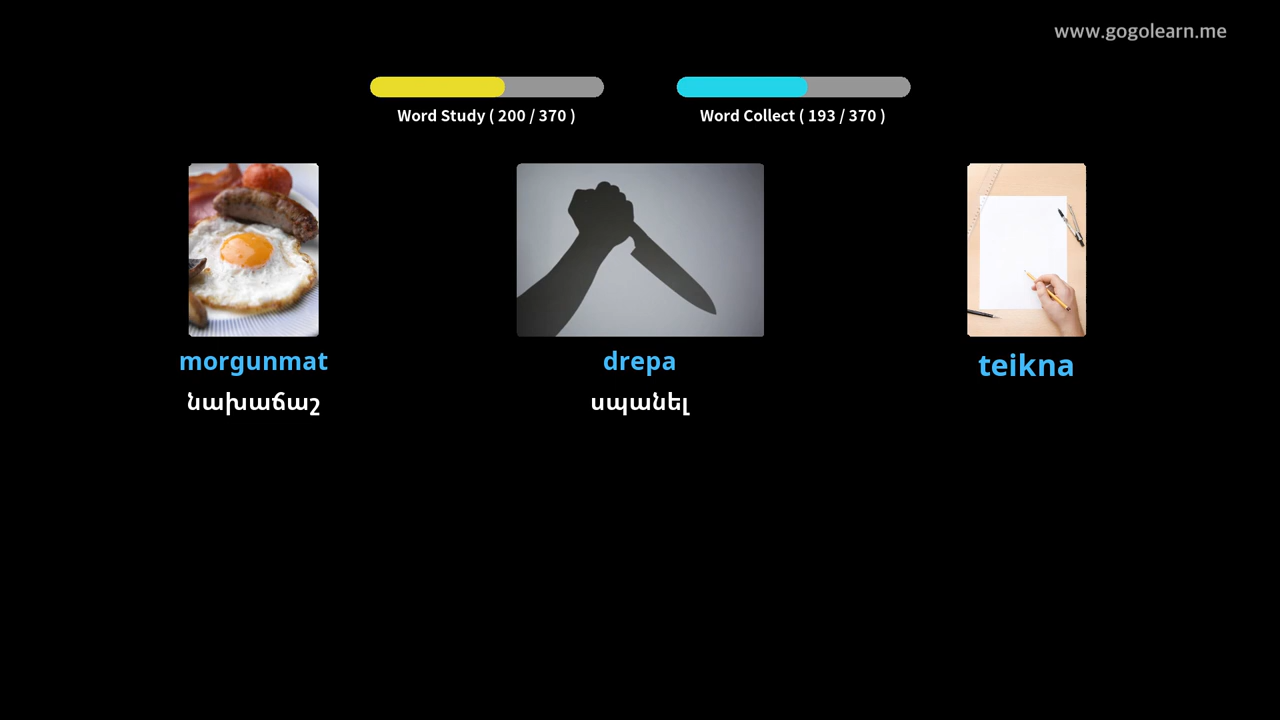 www.gogolearn.me
Word Study ( 200 / 370 )
Word Collect ( 193 / 370 )
morgunmat
drepa
teikna
նախաճաշ
սպանել